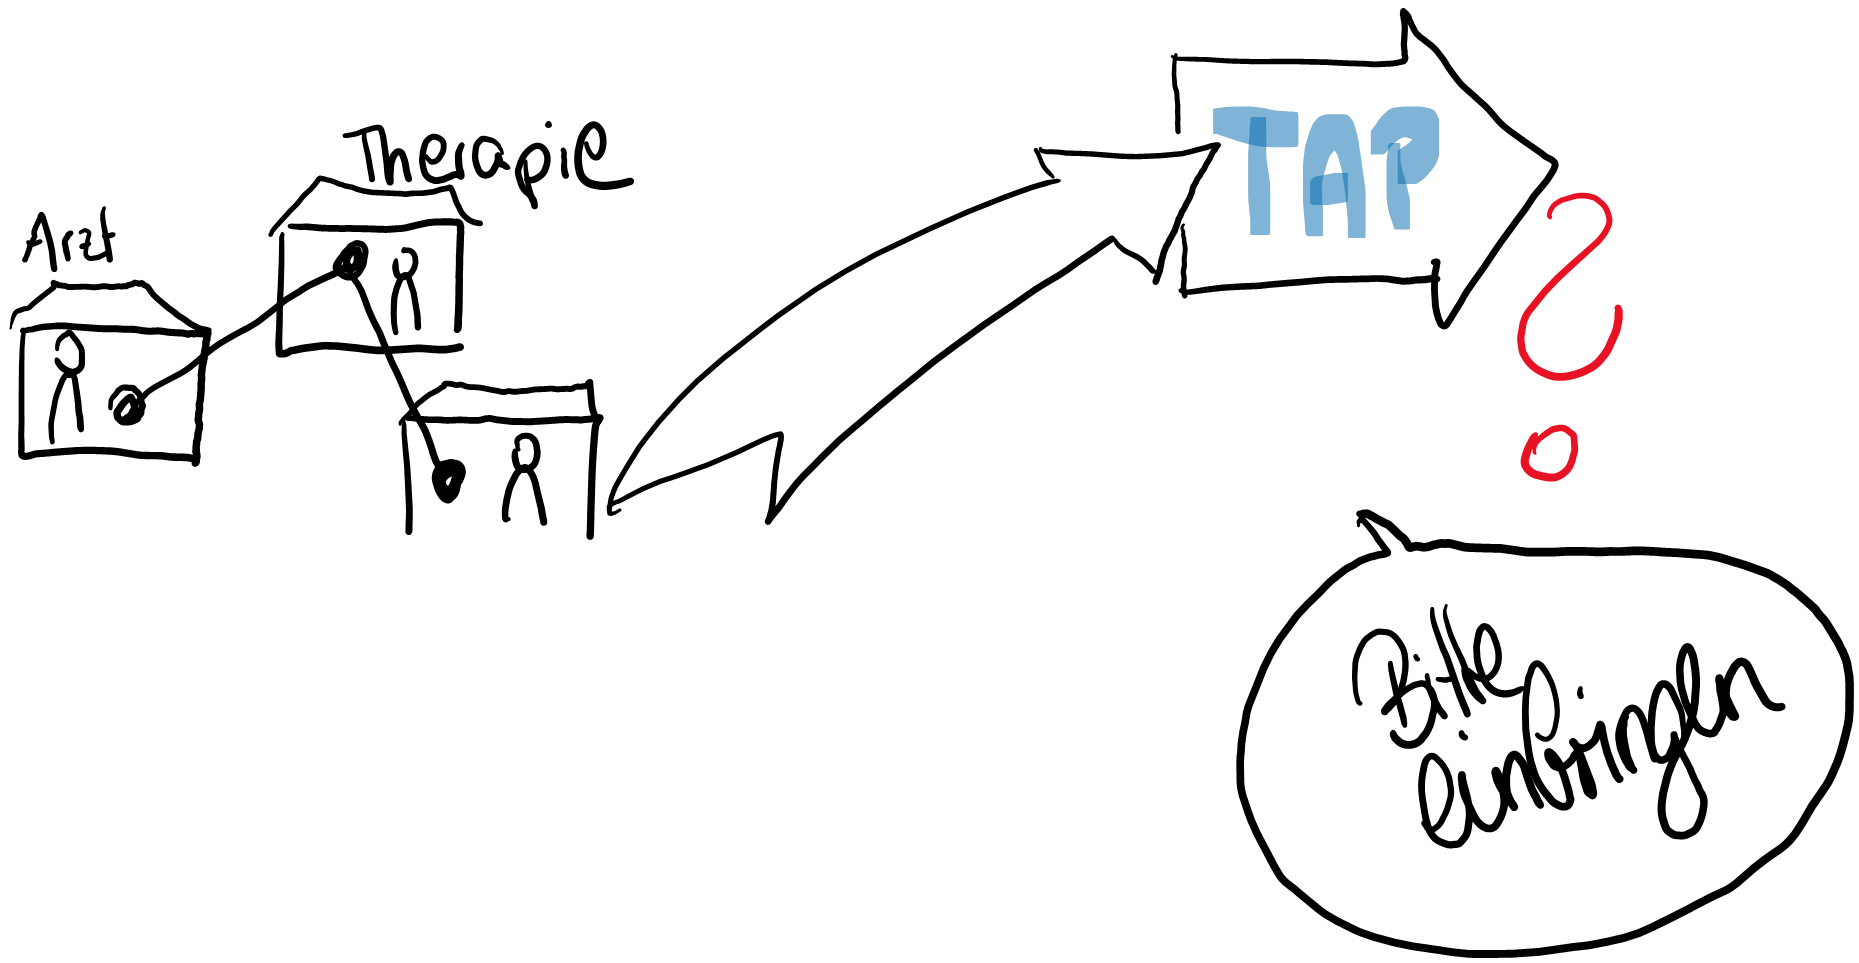 Therapie
Arzt
TAP
?
Bitte
einbringen